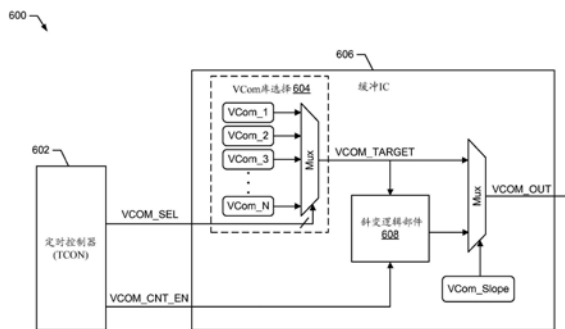 600
606
VCom库选择 604
缓冲IC
VCom_1
VCom_2
VCom_3
VCom_N
Mux
602
VCOM_TARGET
Mux
VCOM_OUT
VCOM_SEL
定时控制器
(TCON)
斜变逻辑部件
608
VCOM_CNT_EN
VCom_Slope